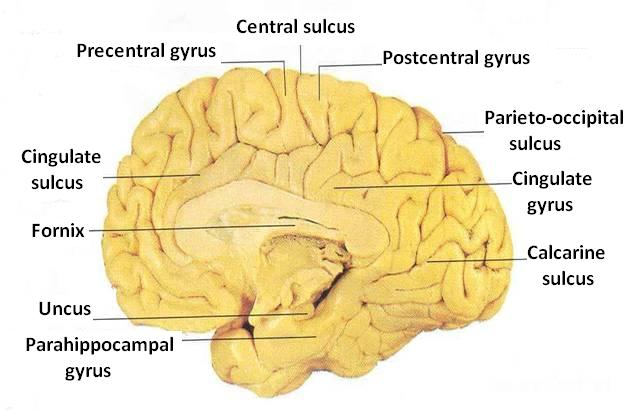 Central sulcus
Precentral gyrus
Postcentral gyrus
Parieto-occipital
sulcus
Cingulate
sulcus
Cingulate
gyrus
Fornix
Calcarine
sulcus
Uncus
Parahippocampal
gyrus